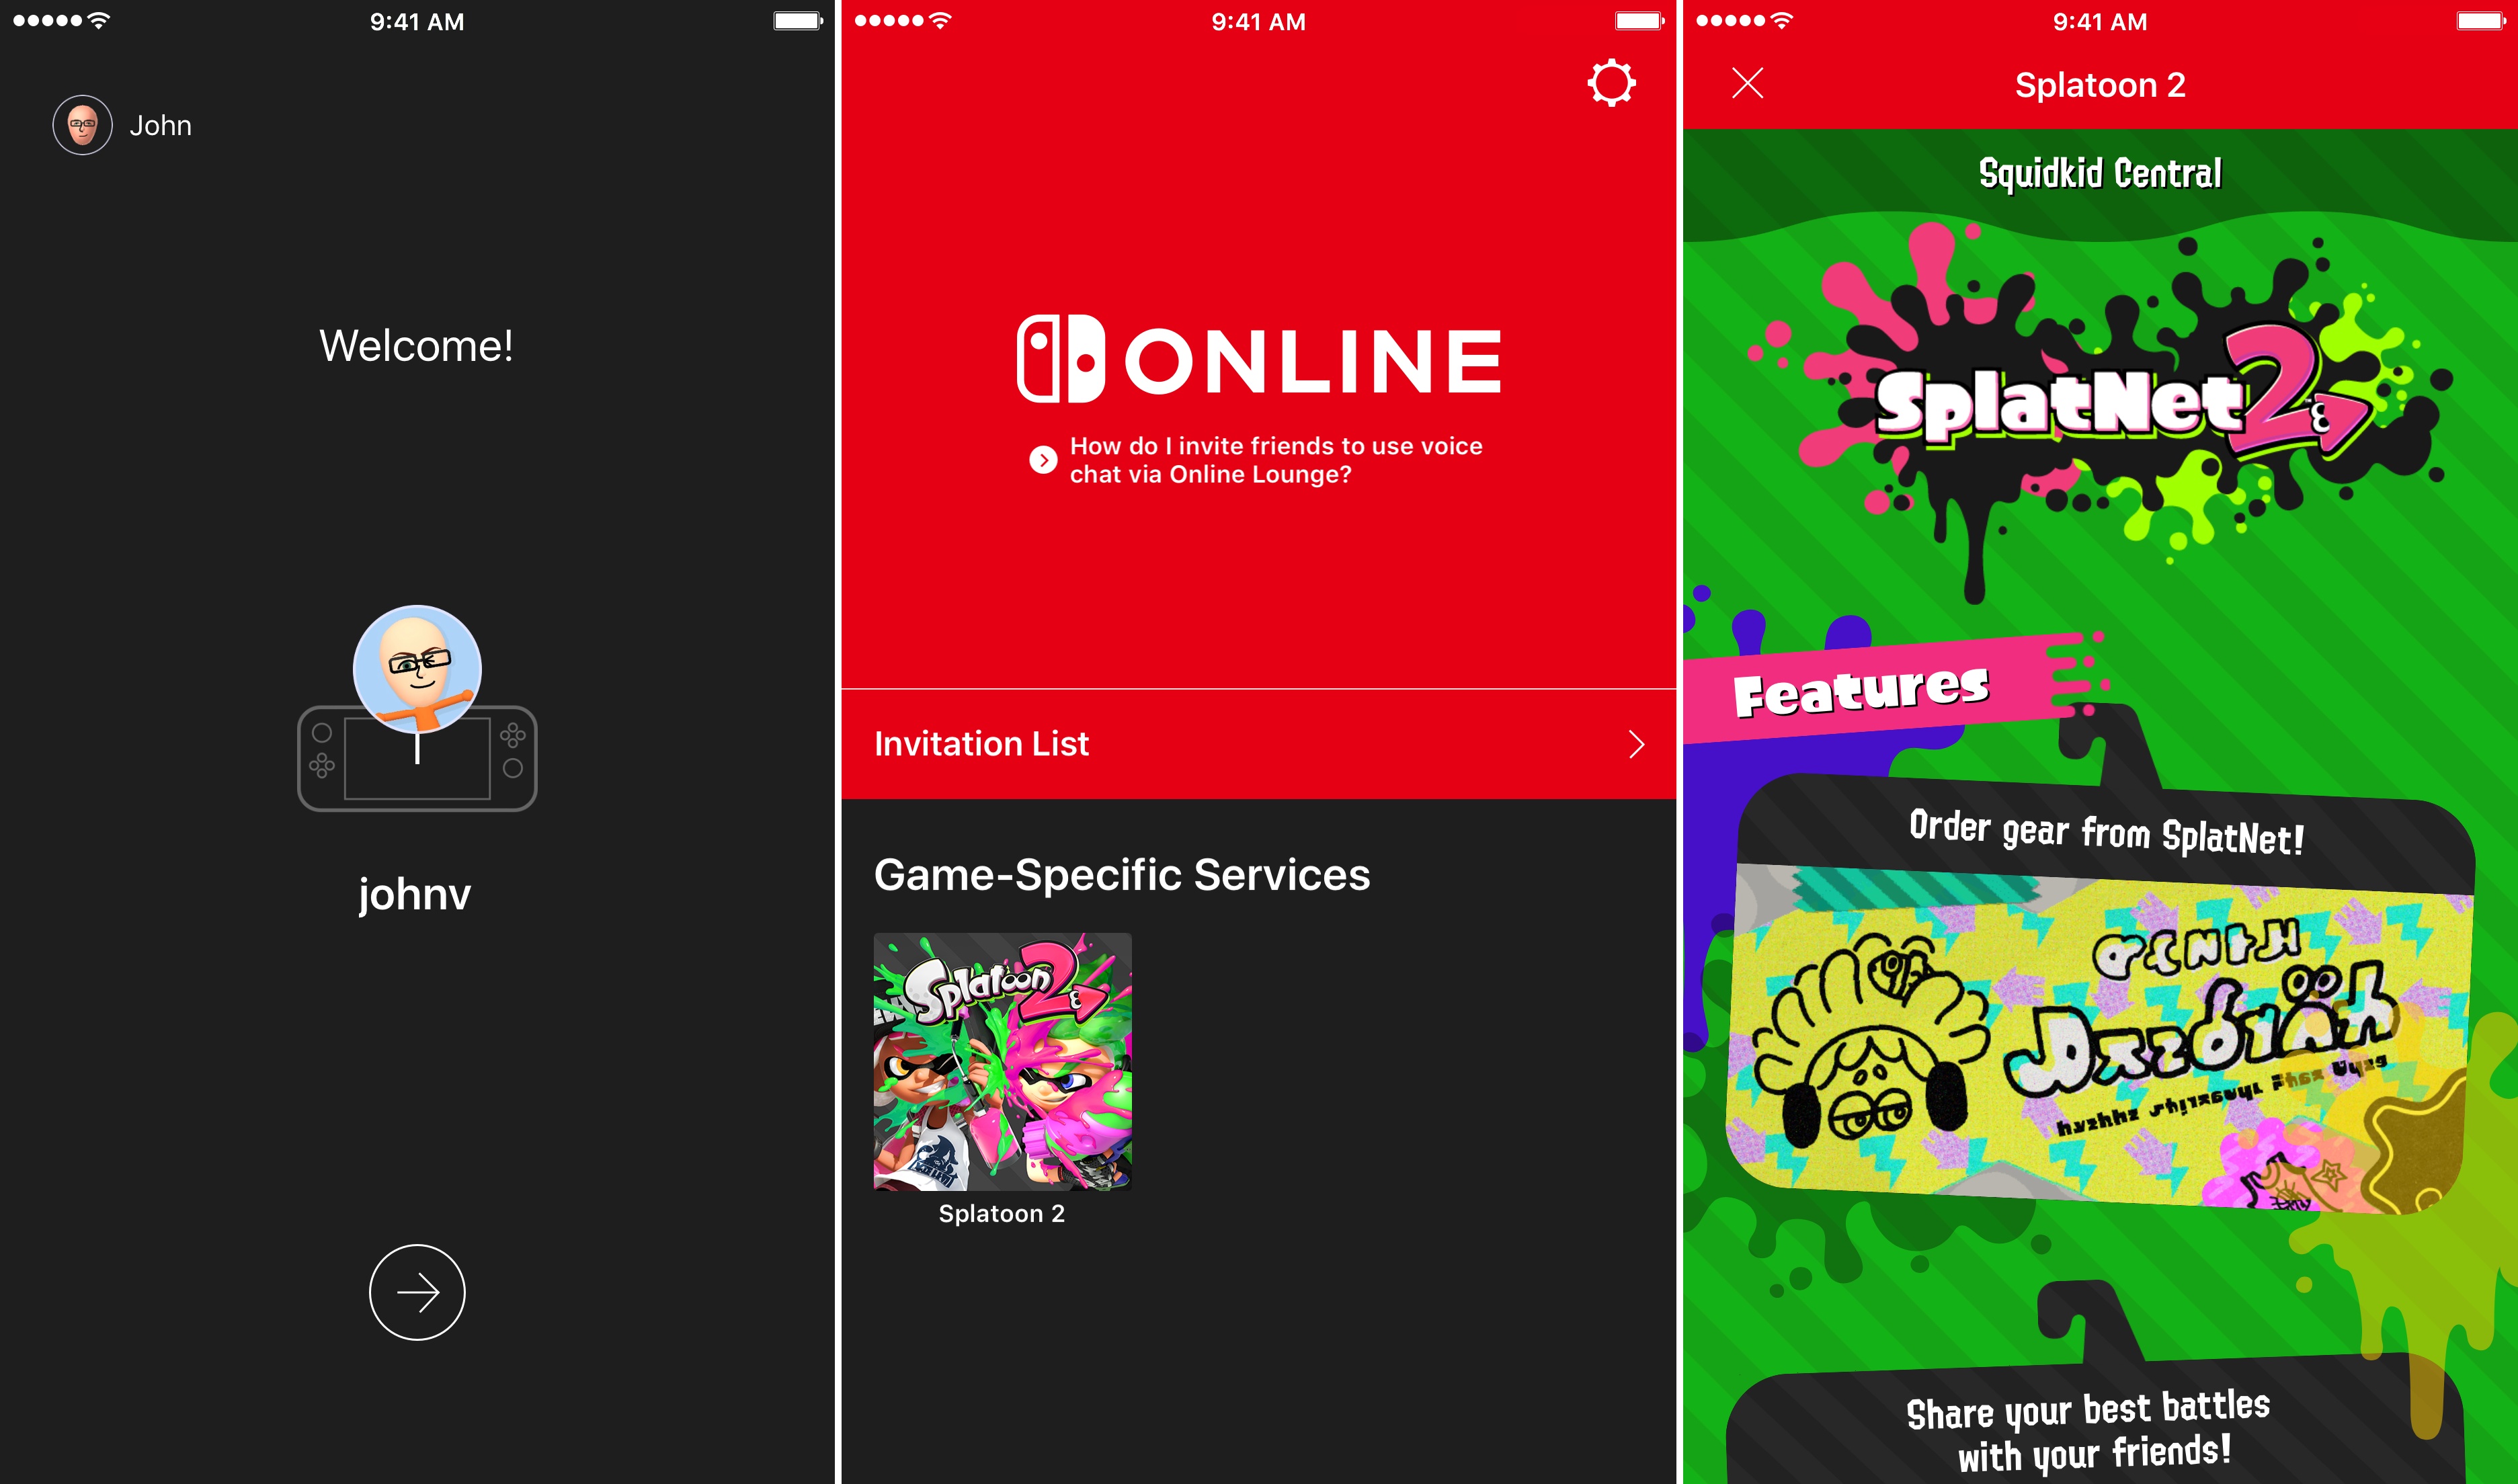 9:41 AM
John
Welcome!
johnv
9:41 AM
ONLINE
How do I invite friends to use voice
chat via Online Lounge?
Invitation List
Game-Specific Services
Splatoon 2
Splatoon 2
9:41 AM
Splatoon 2
Squidkid Central
SplatNet 2
Features
Order gear from SplatNet!
Share your best battles
with your friends!